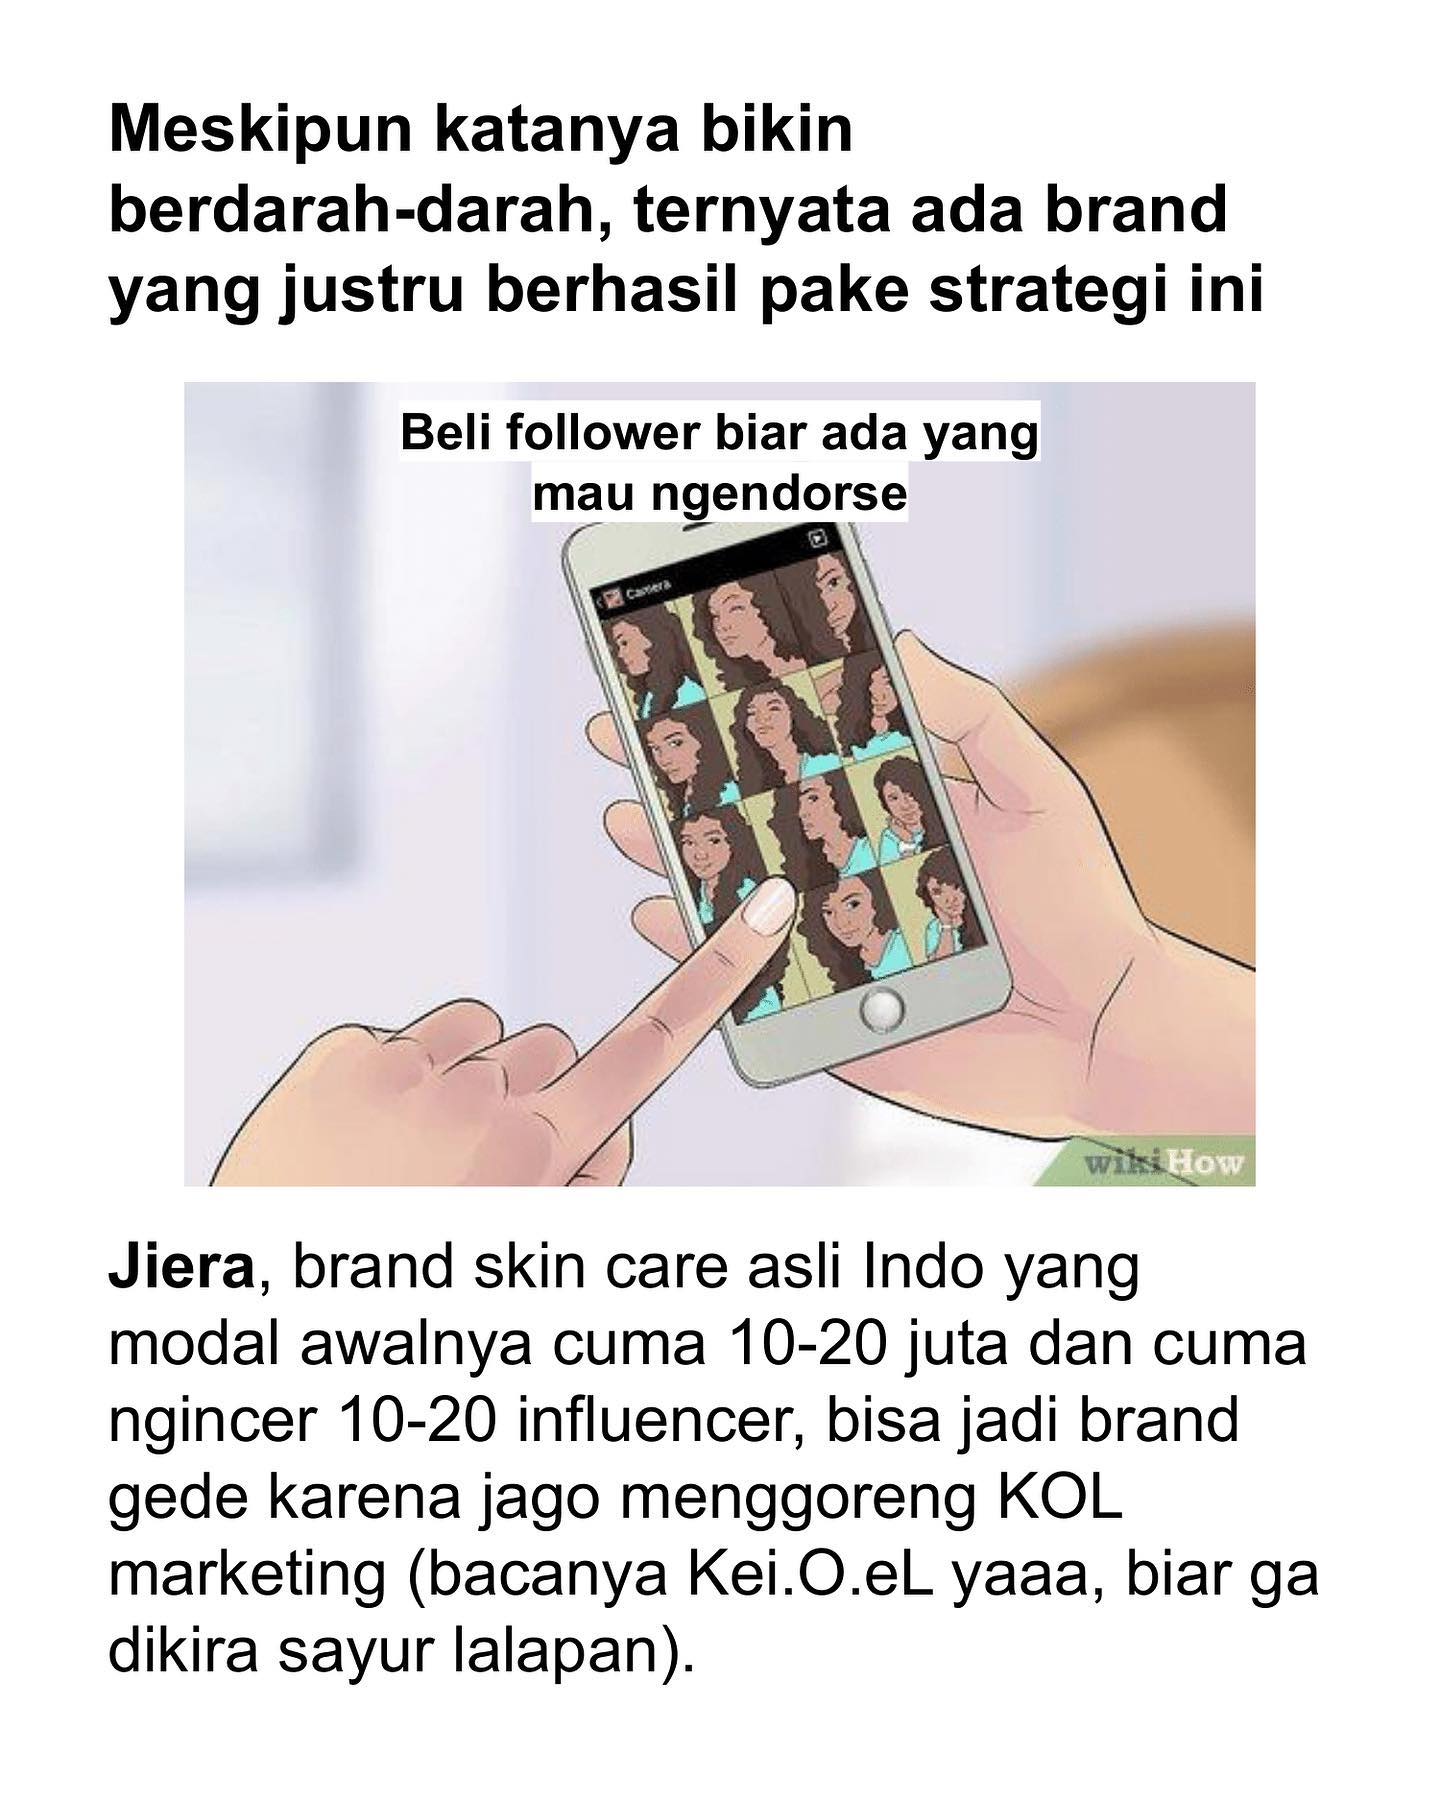 Meskipun katanya bikin
berdarah-darah, ternyata ada brand
yang justru berhasil pake strategi ini
Beli follower biar ada yang
mau ngendorse
Camera
wikiHow
Jiera, brand skin care asli Indo yang
modal awalnya cuma 10-20 juta dan cuma
ngincer 10-20 influencer, bisa jadi brand
gede karena jago menggoreng KOL
marketing (bacanya Kei.O.eL yaaa, biar ga
dikira sayur lalapan).